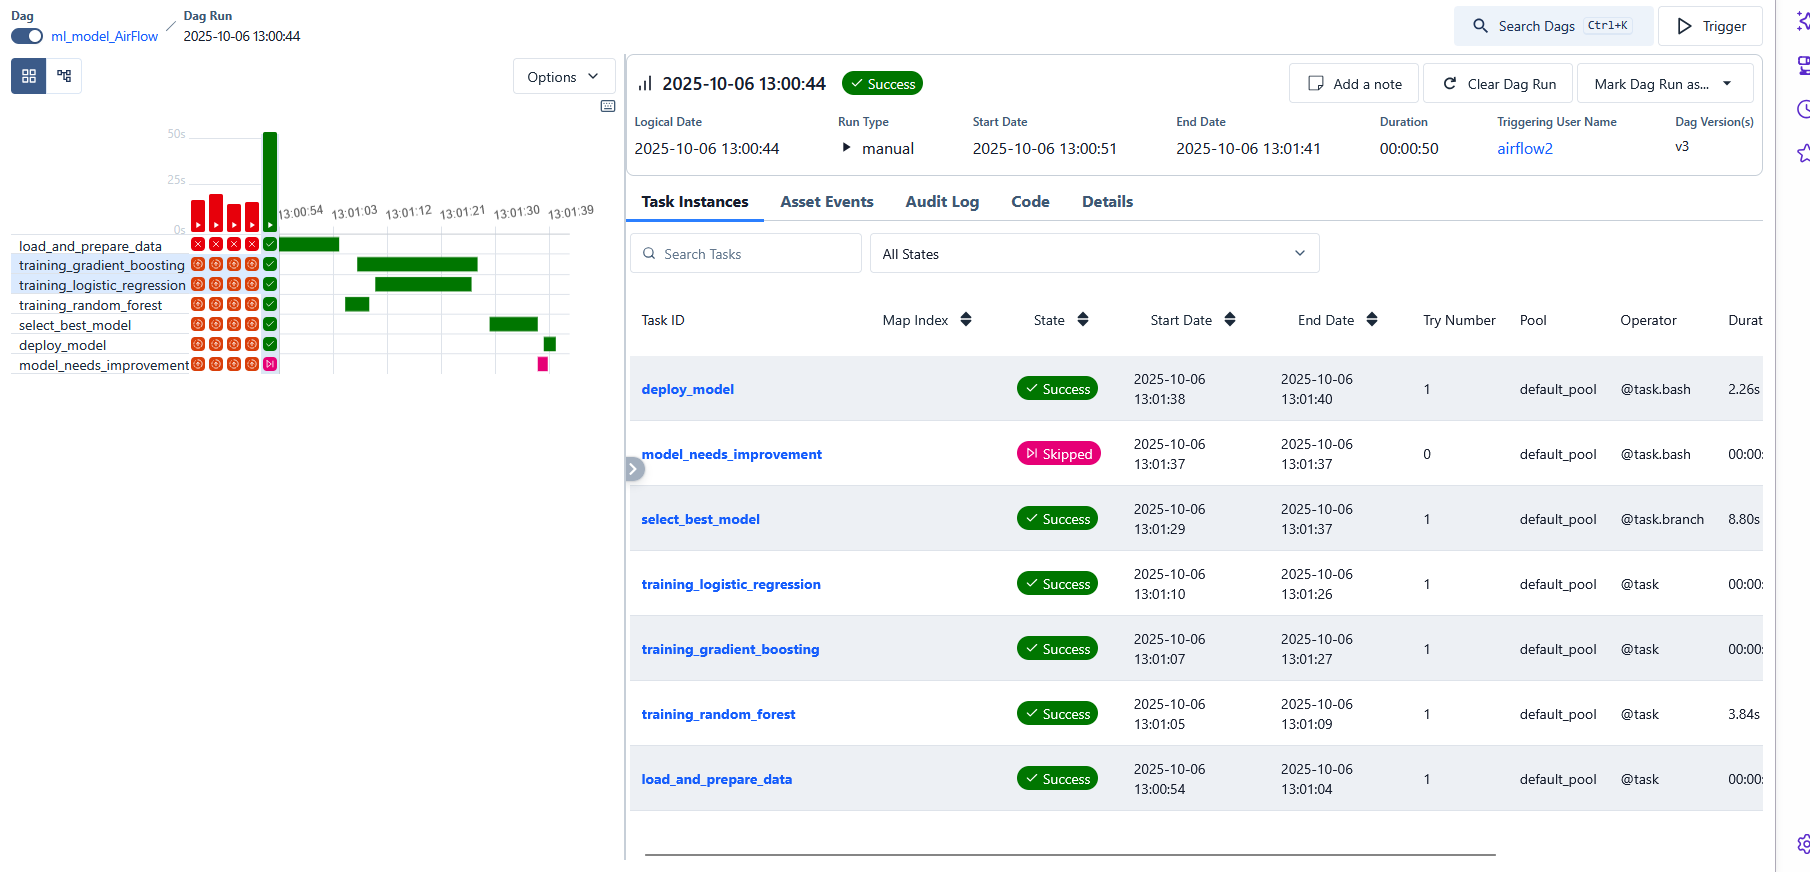 Dag
Dag Run
ml_model_AirFlow
2025-10-06 13:00:44
Search Dags Ctrl+K
Trigger
Options
50s
25s
0s
13:00:54 13:01:03 13:01:12 13:01:21 13:01:30 13:01:39
load_and_prepare_data
training_gradient_boosting
training_logistic_regression
training_random_forest
select_best_model
deploy_model
model_needs_improvement
2025-10-06 13:00:44 Success
Add a note
Clear Dag Run
Mark Dag Run as...
Logical Date Run Type Start Date End Date Duration Triggering User Name Dag Version(s)
2025-10-06 13:00:44 manual 2025-10-06 13:00:51 2025-10-06 13:01:41 00:00:50 airflow2 v3
Task Instances Asset Events Audit Log Code Details
Search Tasks
All States
Task ID Map Index State Start Date End Date Try Number Pool Operator Durat
deploy_model Success 2025-10-06 13:01:38 2025-10-06 13:01:40 1 default_pool @task.bash 2.26s
model_needs_improvement Skipped 2025-10-06 13:01:37 2025-10-06 13:01:37 0 default_pool @task.bash 00:00:
select_best_model Success 2025-10-06 13:01:29 2025-10-06 13:01:37 1 default_pool @task.branch 8.80s
training_logistic_regression Success 2025-10-06 13:01:10 2025-10-06 13:01:26 1 default_pool @task 00:00:
training_gradient_boosting Success 2025-10-06 13:01:07 2025-10-06 13:01:27 1 default_pool @task 00:00:
training_random_forest Success 2025-10-06 13:01:05 2025-10-06 13:01:09 1 default_pool @task 3.84s
load_and_prepare_data Success 2025-10-06 13:00:54 2025-10-06 13:01:04 1 default_pool @task 00:00: